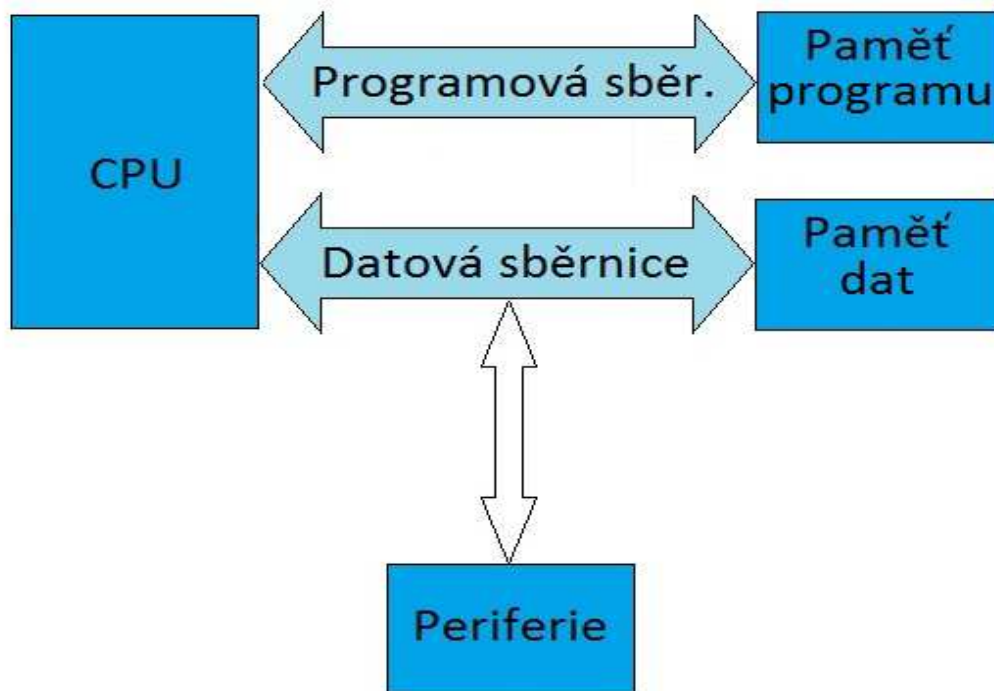 CPU
Programová sběr.
Paměť
programu
Datová sběrnice
Paměť
dat
Periferie